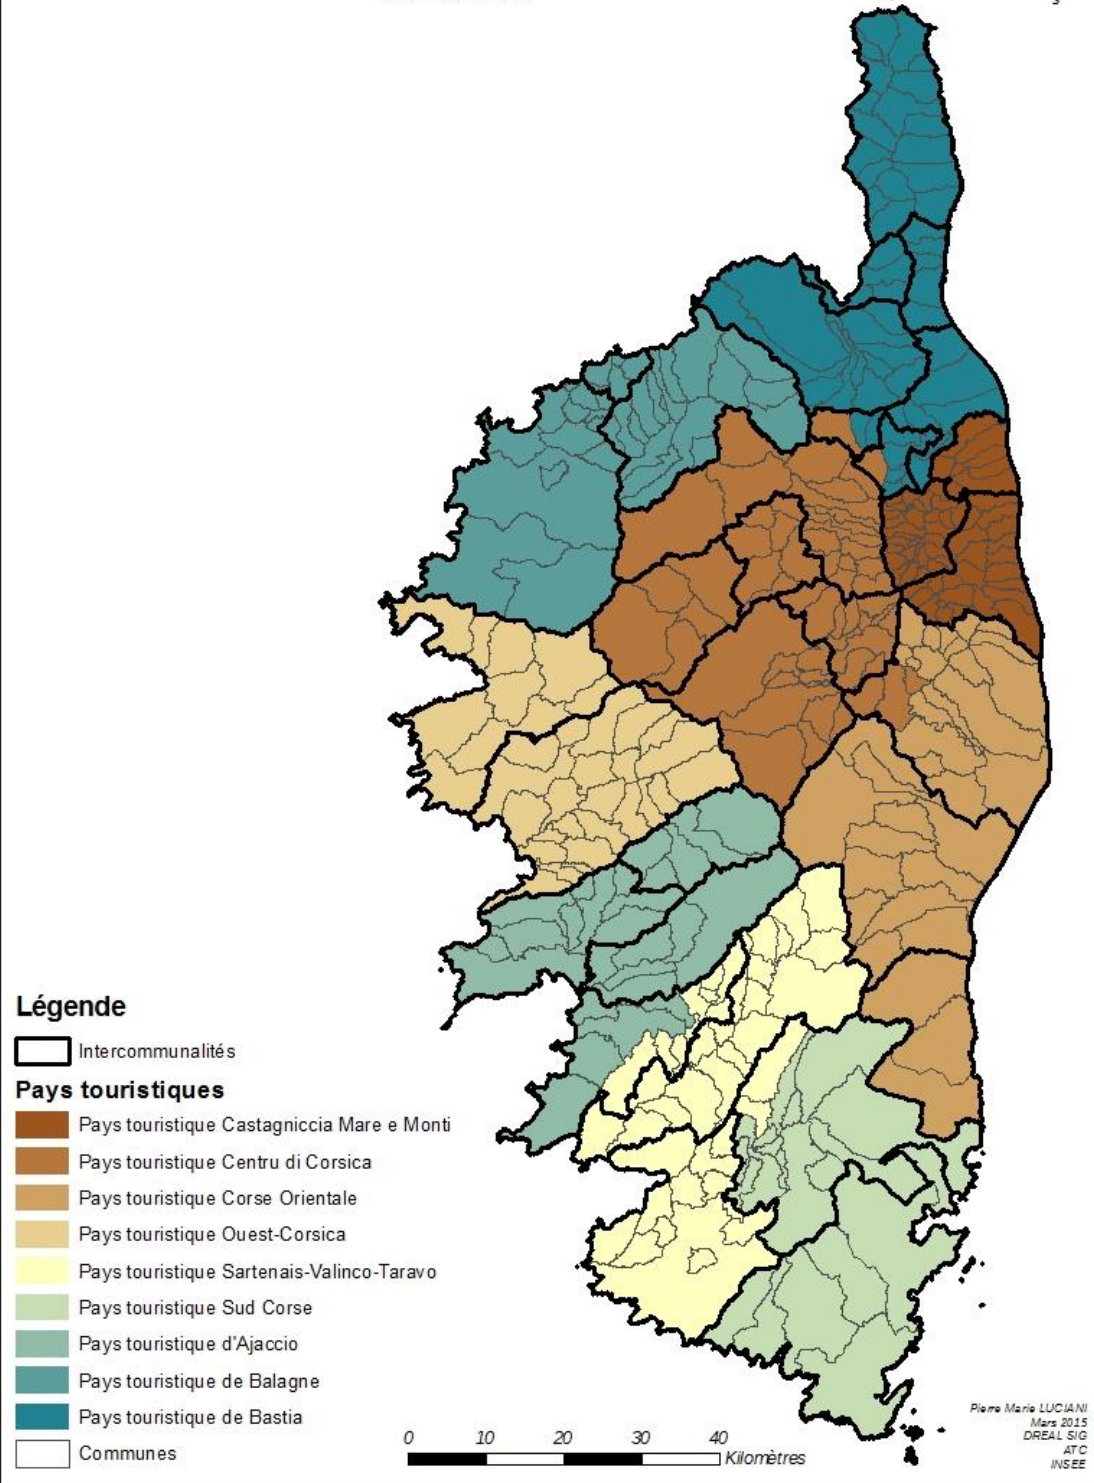 Légende
Intercommunalités
Pays touristiques
Pays touristique Castagniccia Mare e Monti
Pays touristique Centru di Corsica
Pays touristique Corse Orientale
Pays touristique Ouest-Corsica
Pays touristique Sartenais-Valinco-Taravo
Pays touristique Sud Corse
Pays touristique d'Ajaccio
Pays touristique de Balagne
Pays touristique de Bastia
Communes
0 10 20 30 40
Kilomètres
Pierre Marie LUCIANI
Mars 2015
DREAL SIG
ATC
INSEE